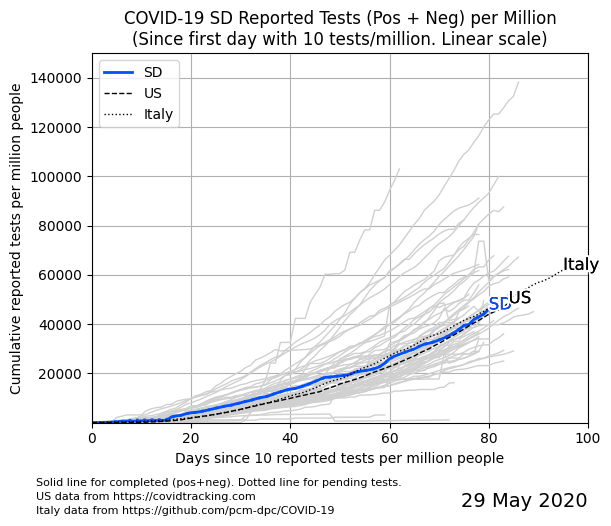 COVID-19 SD Reported Tests (Pos + Neg) per Million
(Since first day with 10 tests/million. Linear scale)
SD
US
Italy
140000
120000
100000
80000
60000
40000
20000
Cumulative reported tests per million people
Italy
SD
US
0 20 40 60 80 100
Days since 10 reported tests per million people
Solid line for completed (pos+neg). Dotted line for pending tests.
US data from https://covidtracking.com
Italy data from https://github.com/pcm-dpc/COVID-19
29 May 2020